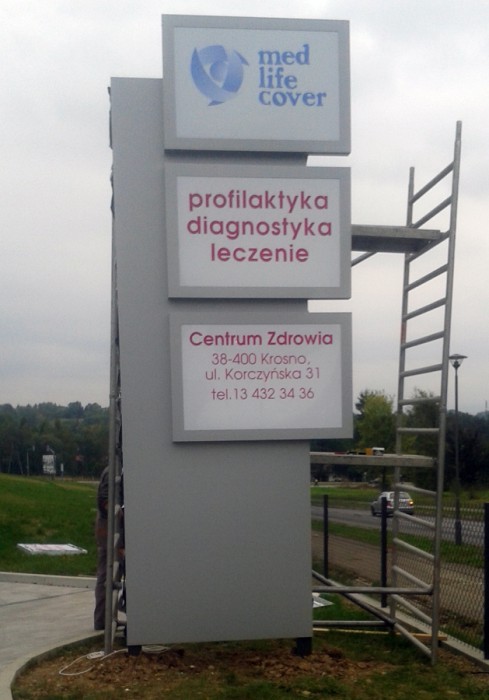 med
life
cover
profilaktyka
diagnostyka
leczenie
Centrum Zdrowia
38-400 Krosno,
ul. Korczyńska 31
tel.13 432 34 36